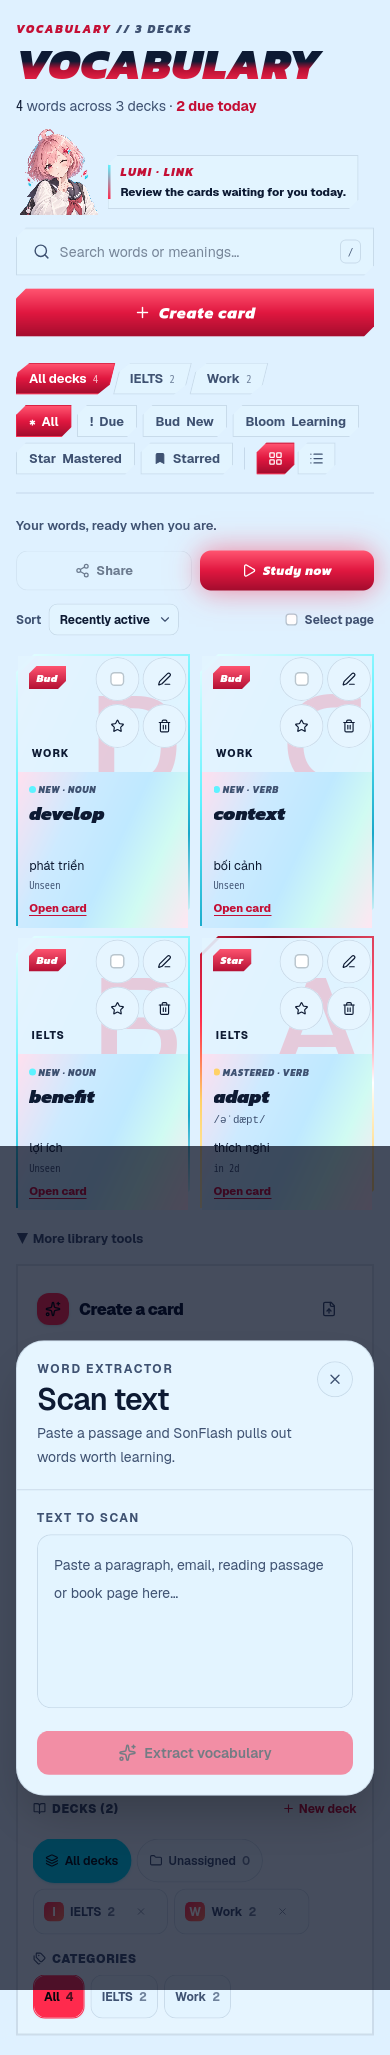 VOCABULARY // 3 DECKS
VOCABULARY
4 words across 3 decks · 2 due today
LUMI · LINK
Review the cards waiting for you today.
Search words or meanings… /
+ Create card
All decks 4 IELTS 2 Work 2
* All ! Due Bud New Bloom Learning
Star Mastered Starred
Your words, ready when you are.
Share Study now
Sort Recently active Select page
Bud Bud
WORK WORK
NEW · NOUN NEW · VERB
develop context
phát triển bối cảnh
Unseen Unseen
Open card Open card
Bud Star
IELTS IELTS
NEW · NOUN MASTERED · VERB
benefit adapt
/əˈdæpt/
lợi ích thích nghi
Unseen in 2d
Open card Open card
▼ More library tools
Create a card
WORD EXTRACTOR
Scan text
Paste a passage and SonFlash pulls out
words worth learning.
TEXT TO SCAN
Paste a paragraph, email, reading passage
or book page here…
Extract vocabulary
DECKS (2) + New deck
All decks Unassigned 0
I IELTS 2 × W Work 2 ×
CATEGORIES
All 4 IELTS 2 Work 2